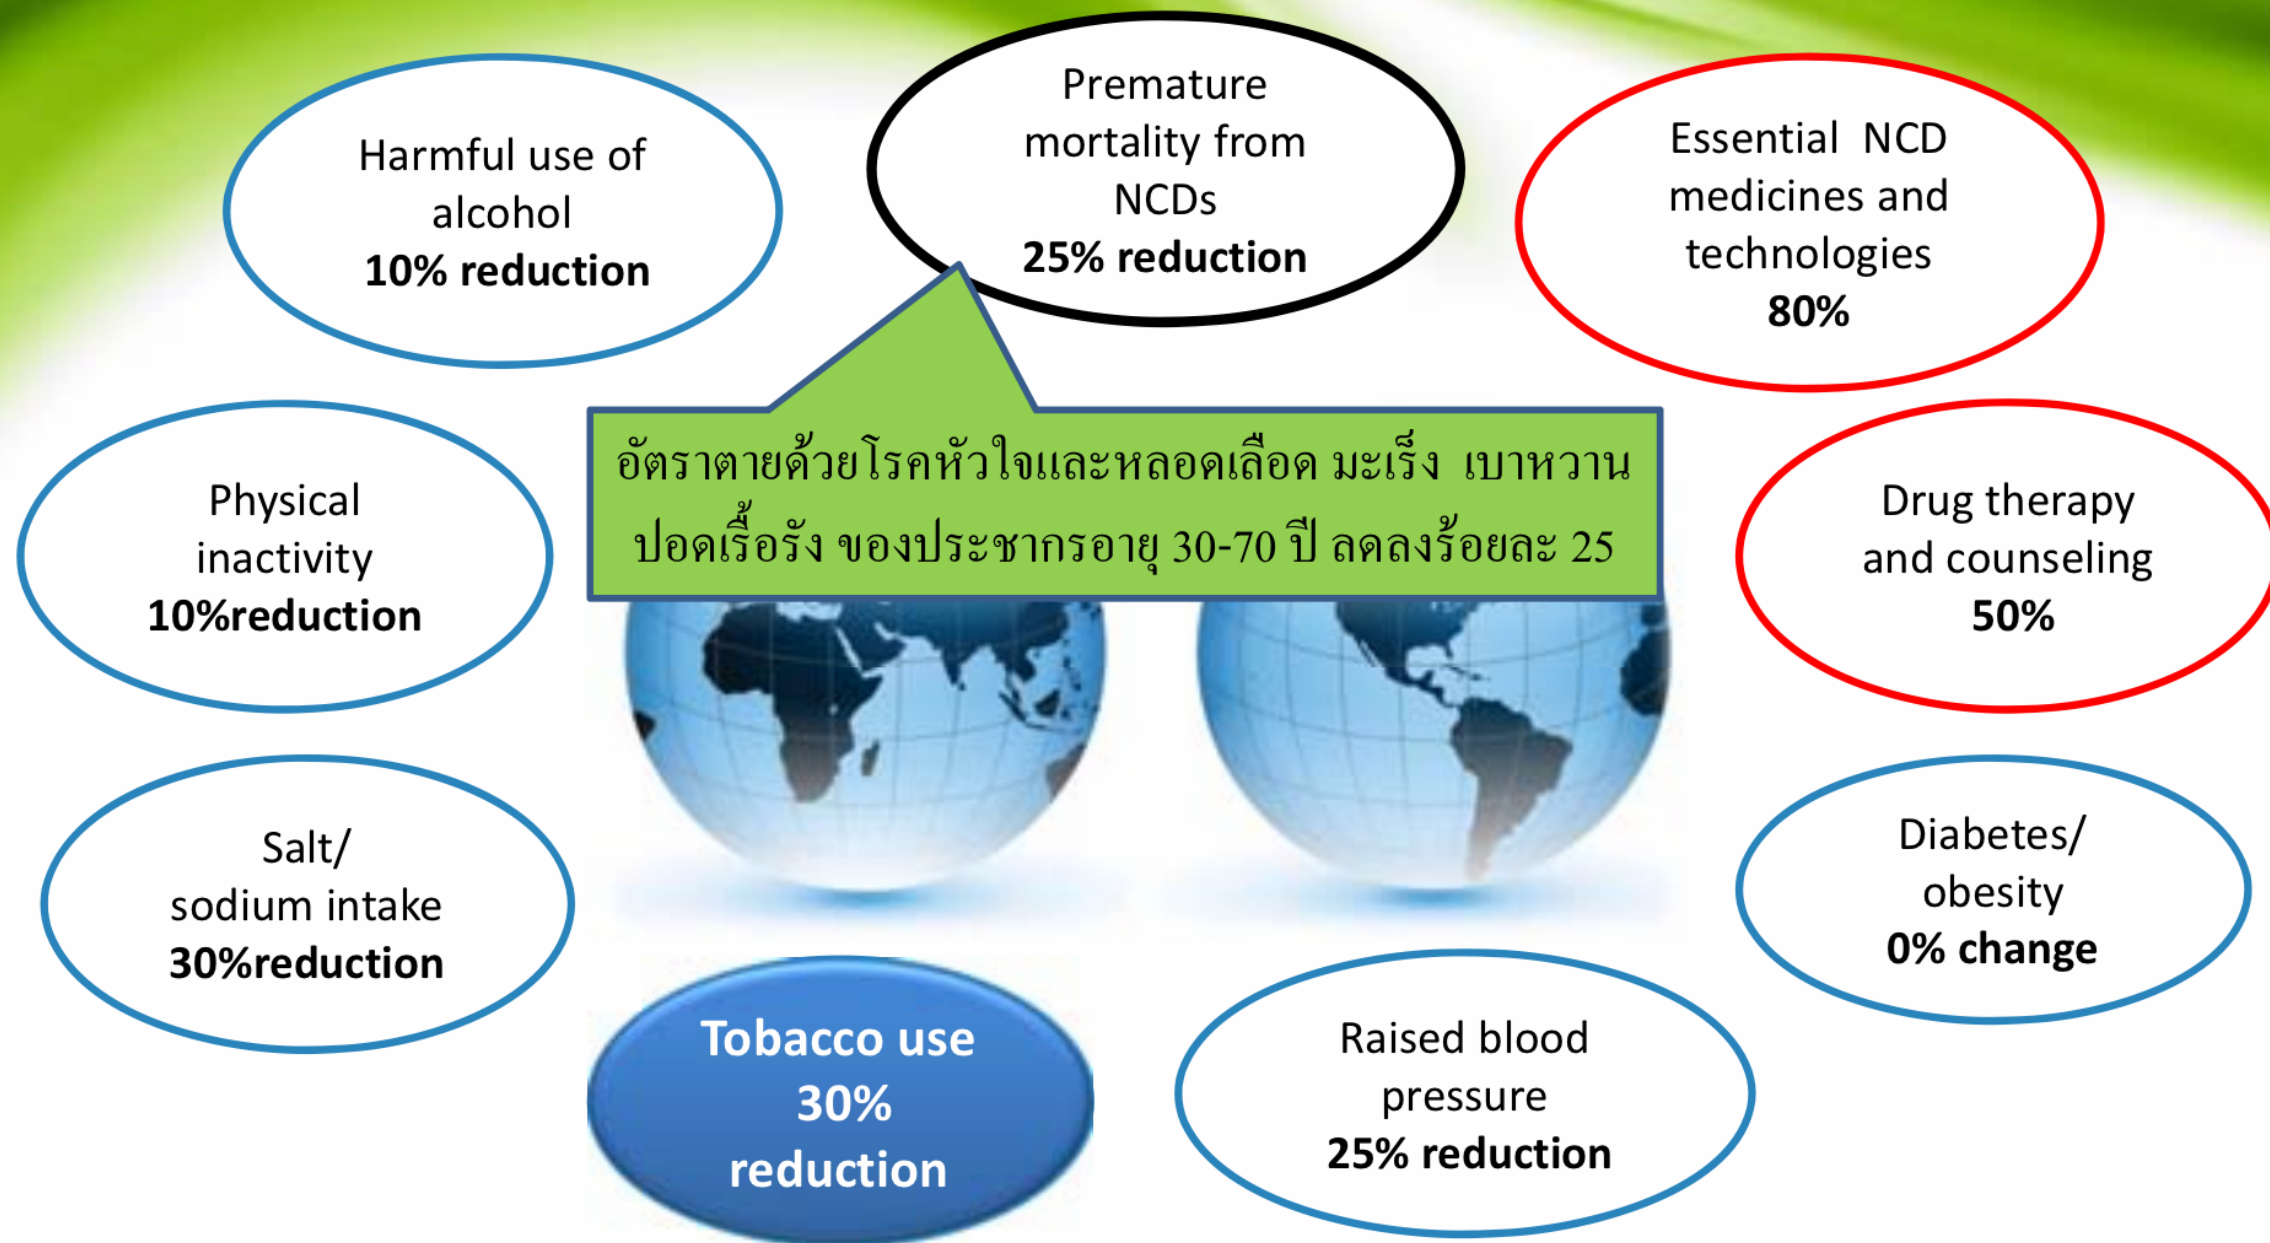 Harmful use of
alcohol
10% reduction
Premature
mortality from
NCDs
25% reduction
Essential NCD
medicines and
technologies
80%
อัตราตายด้วยโรคหัวใจและหลอดเลือด มะเร็ง เบาหวาน
ปอดเรื้อรัง ของประชากรอายุ 30-70 ปี ลดลงร้อยละ 25
Physical
inactivity
10%reduction
Drug therapy
and counseling
50%
Salt/
sodium intake
30%reduction
Diabetes/
obesity
0% change
Tobacco use
30%
reduction
Raised blood
pressure
25% reduction